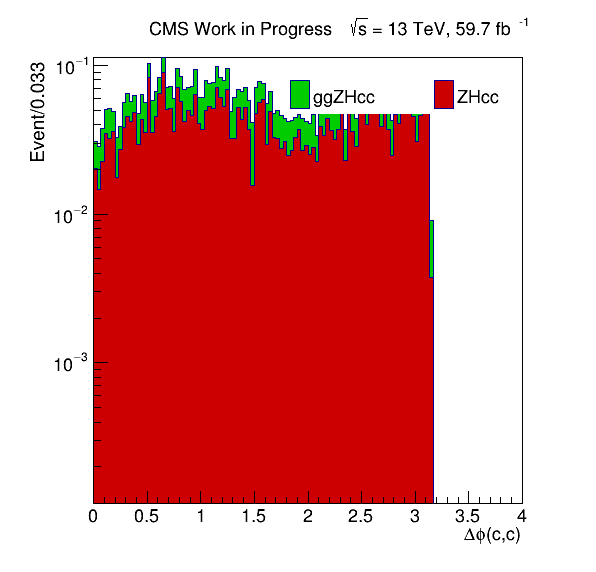 CMS Work in Progress √s = 13 TeV, 59.7 fb⁻¹
Event/0.033
10⁻¹
ggZHcc ZHcc
10⁻²
10⁻³
0 0.5 1 1.5 2 2.5 3 3.5 4
Δϕ(c,c)